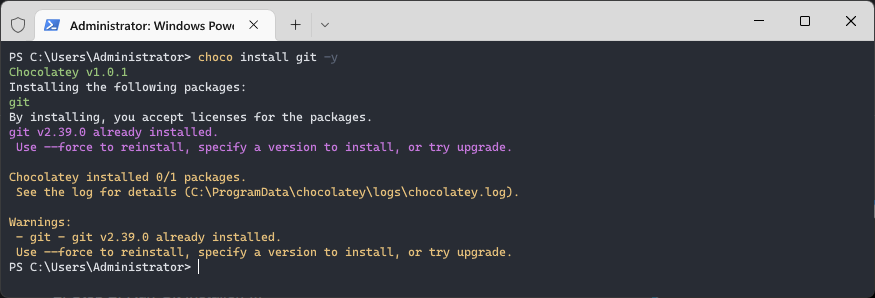 Administrator: Windows Powe
PS C:\Users\Administrator> choco install git -y
Chocolatey v1.0.1
Installing the following packages:
git
By installing, you accept licenses for the packages.
git v2.39.0 already installed.
 Use --force to reinstall, specify a version to install, or try upgrade.

Chocolatey installed 0/1 packages.
 See the log for details (C:\ProgramData\chocolatey\logs\chocolatey.log).

Warnings:
 - git - git v2.39.0 already installed.
 Use --force to reinstall, specify a version to install, or try upgrade.
PS C:\Users\Administrator>